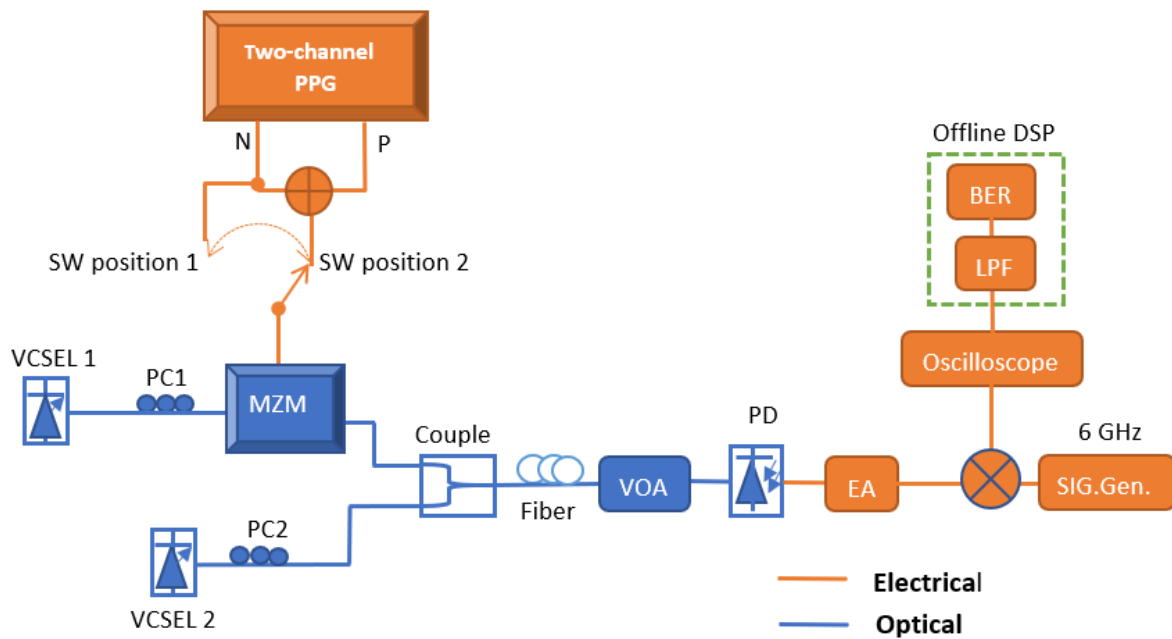 Two-channel
PPG
N
P
Offline DSP
BER
LPF
SW position 1
SW position 2
Oscilloscope
VCSEL 1
PC1
MZM
Couple
PD
6 GHz
VOA
EA
SIG.Gen.
Fiber
PC2
VCSEL 2
Electrical
Optical